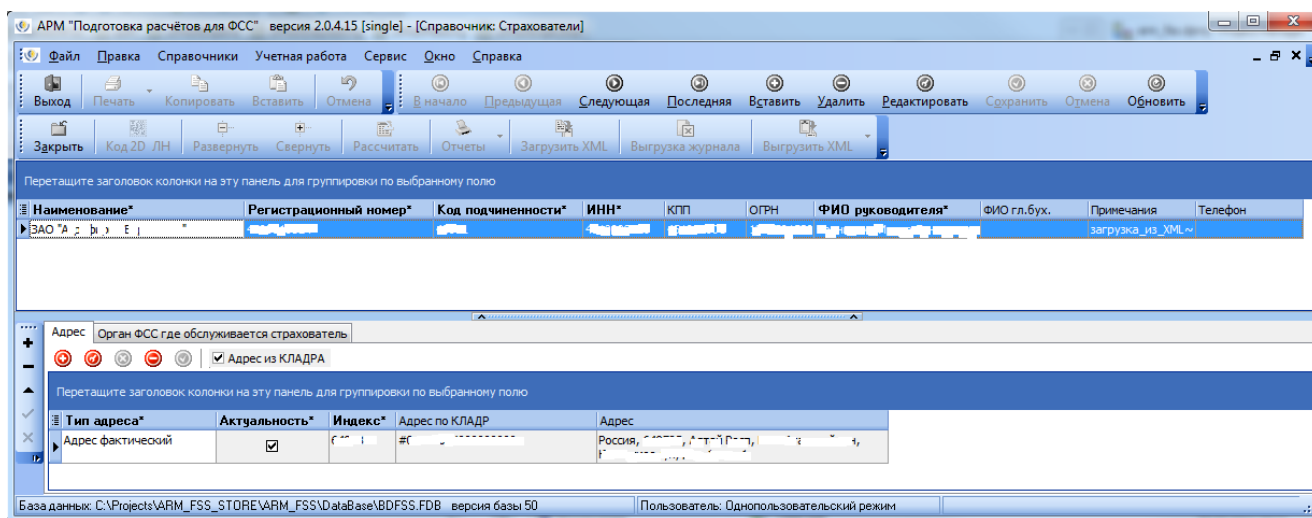 АРМ "Подготовка расчётов для ФСС" версия 2.0.4.15 [single] - [Справочник: Страхователи]
Файл Правка Справочники Учетная работа Сервис Окно Справка
Выход Печать Копировать Вставить Отмена В начало Предыдущая Следующая Последняя Вставить Удалить Редактировать Сохранить Отмена Обновить
Закрыть Код 2D ЛН Развернуть Свернуть Рассчитать Отчеты Загрузить XML Выгрузка журнала Выгрузить XML
Перетащите заголовок колонки на эту панель для группировки по выбранному полю
Наименование* Регистрационный номер* Код подчиненности* ИНН* КПП ОГРН ФИО руководителя* ФИО гл.бух. Примечания Телефон
ЗАО загрузка_из_XML~
Адрес Орган ФСС где обслуживается страхователь
Адрес из КЛАДРА
Перетащите заголовок колонки на эту панель для группировки по выбранному полю
Тип адреса* Актуальность* Индекс* Адрес по КЛАДР Адрес
Адрес фактический Россия,
База данных: C:\Projects\ARM_FSS_STORE\ARM_FSS\DataBase\BDFSS.FDB версия базы 50 Пользователь: Однопользовательский режим